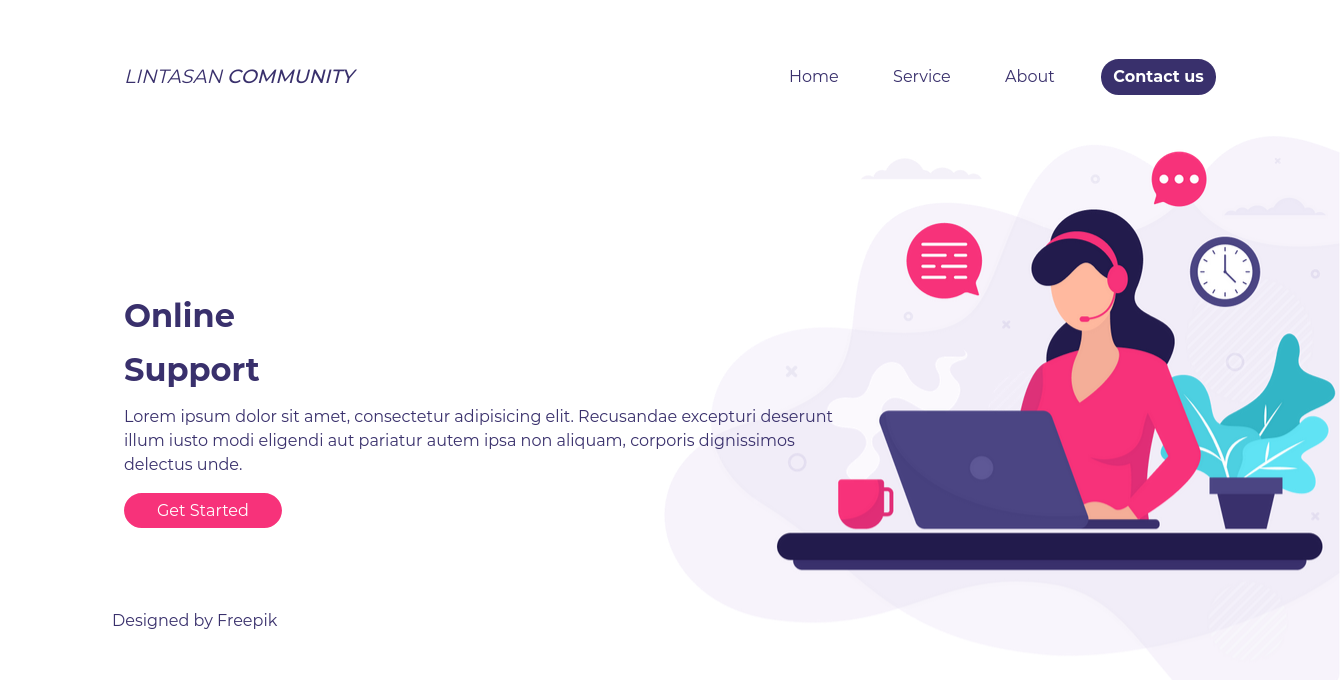 LINTASAN COMMUNITY
Home Service About Contact us
Online
Support
Lorem ipsum dolor sit amet, consectetur adipisicing elit. Recusandae excepturi deserunt
illum iusto modi eligendi aut pariatur autem ipsa non aliquam, corporis dignissimos
delectus unde.
Get Started
Designed by Freepik